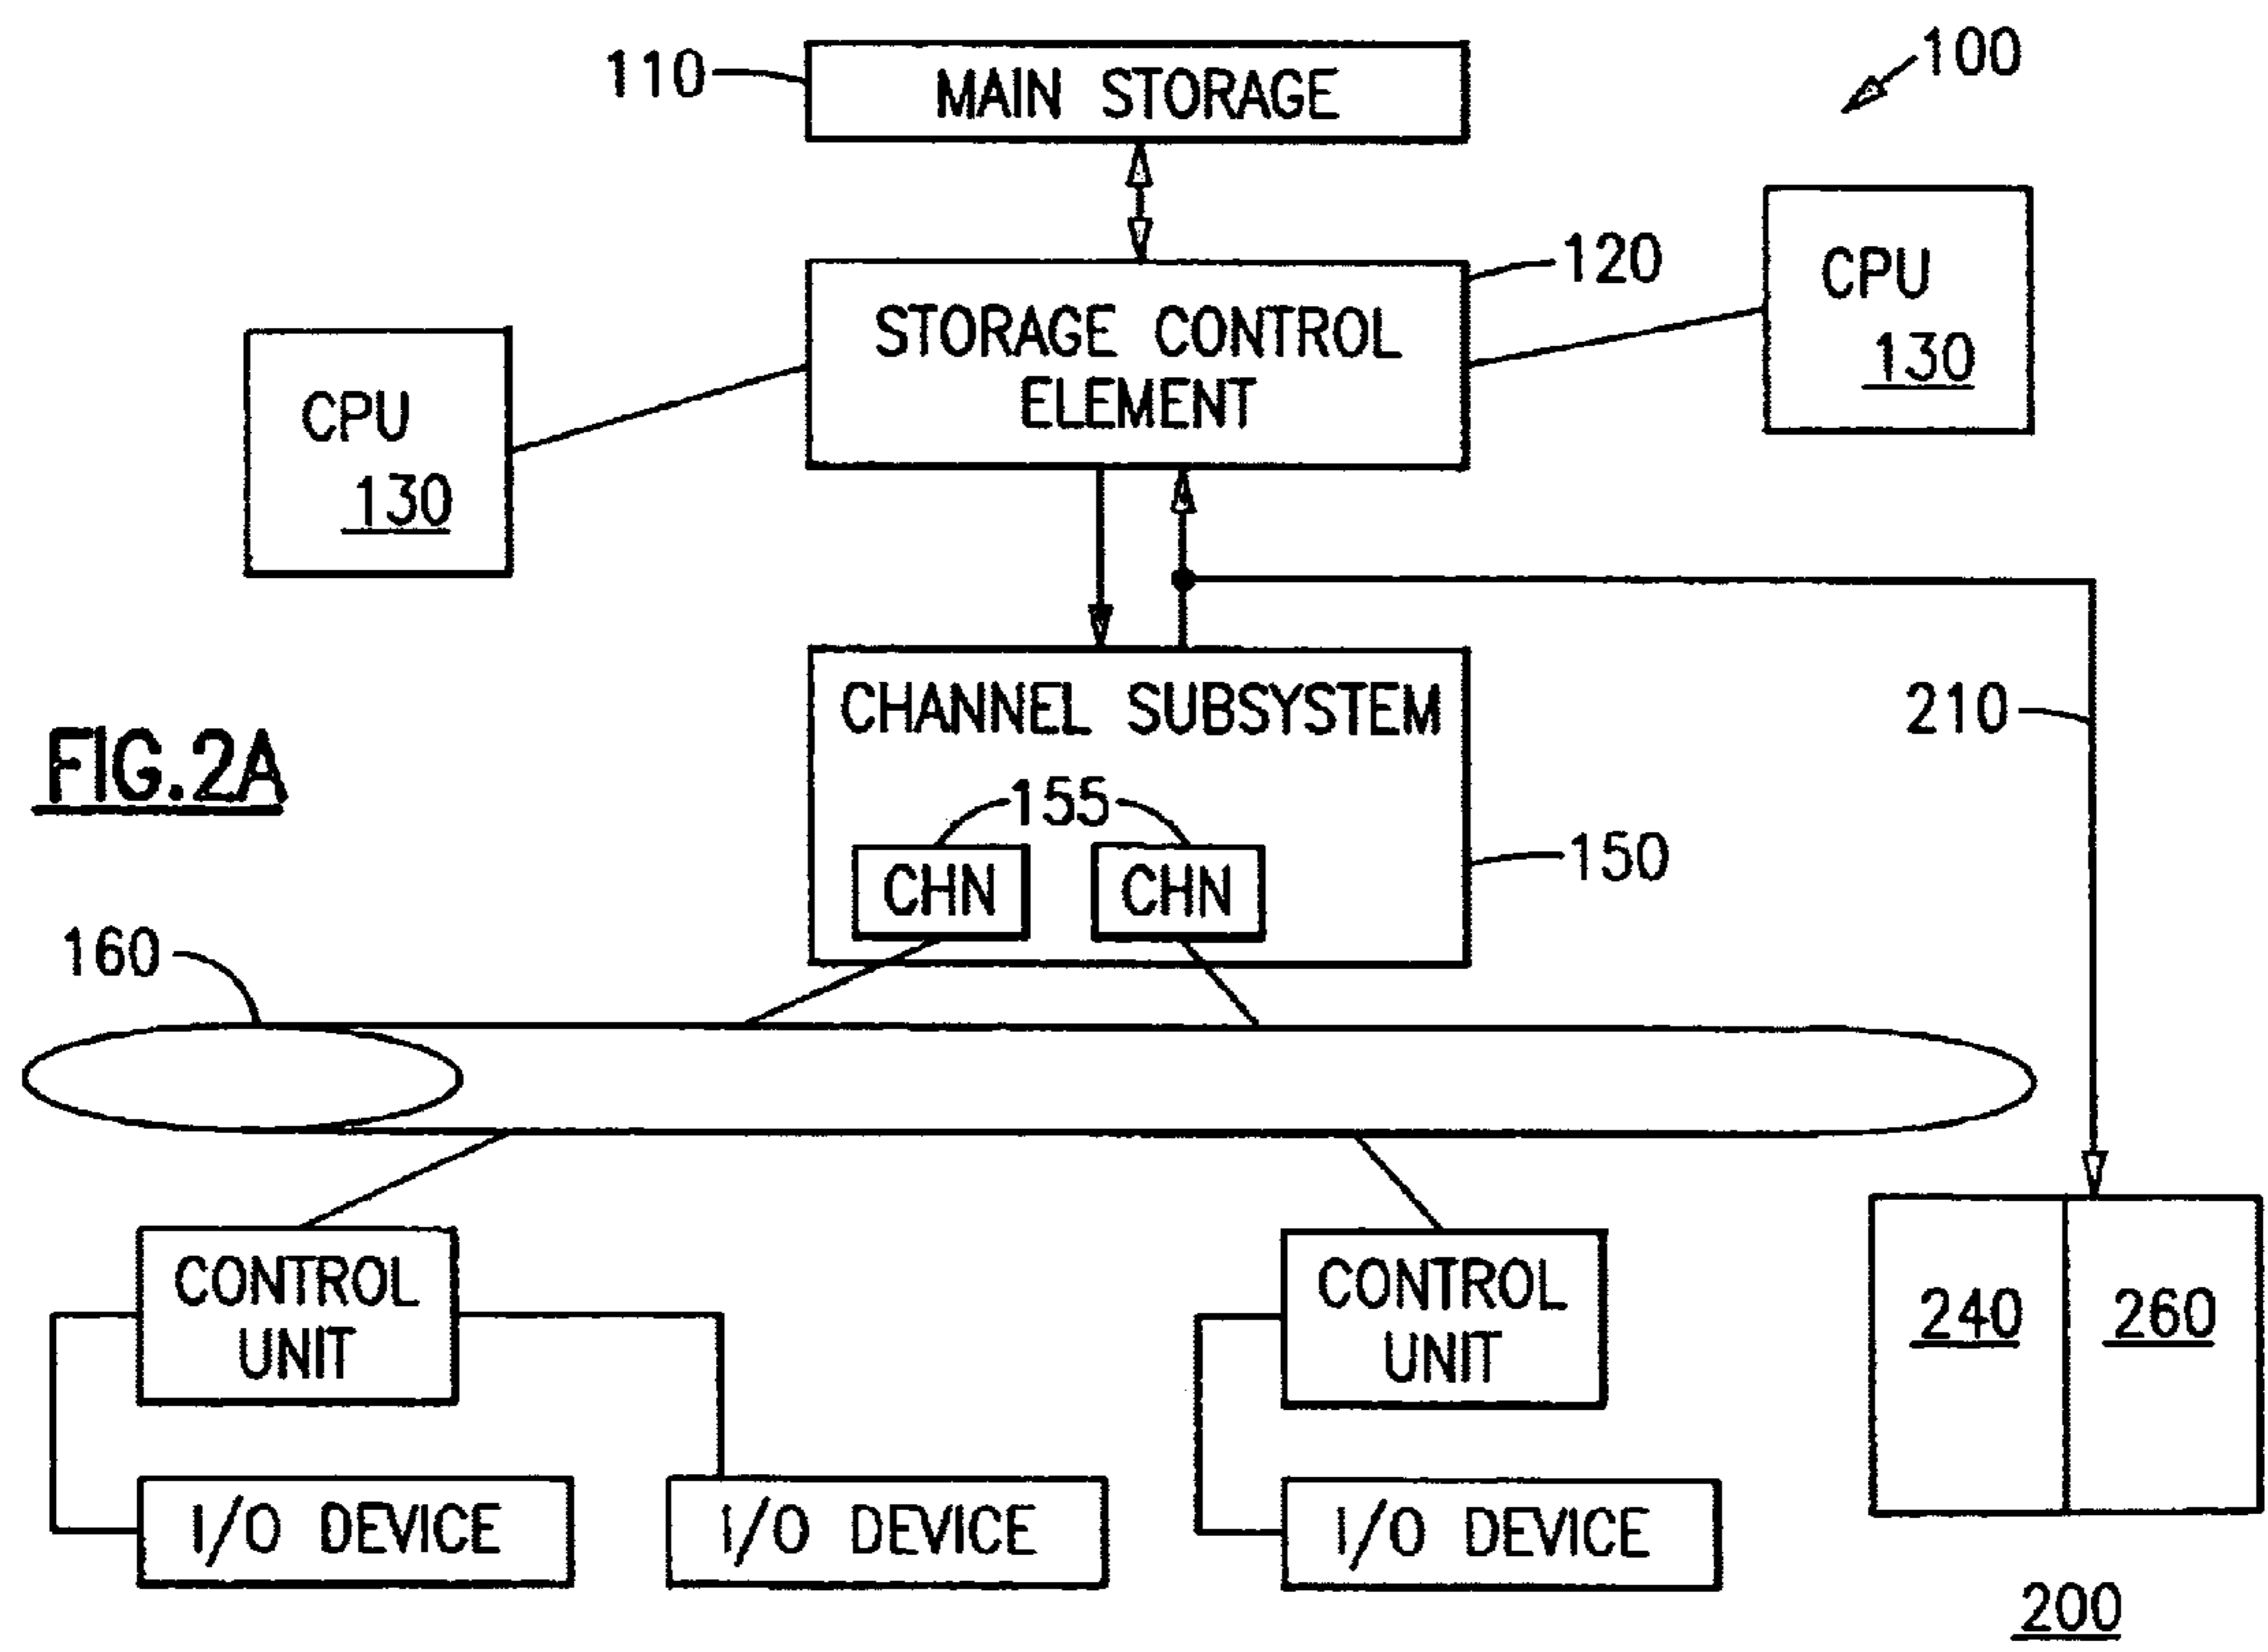 110
MAIN STORAGE
100
120
STORAGE CONTROL
ELEMENT
CPU
130
CPU
130
CHANNEL SUBSYSTEM
210
FIG.2A
155
CHN
CHN
150
160
CONTROL
UNIT
CONTROL
UNIT
240
260
I/O DEVICE
I/O DEVICE
I/O DEVICE
200